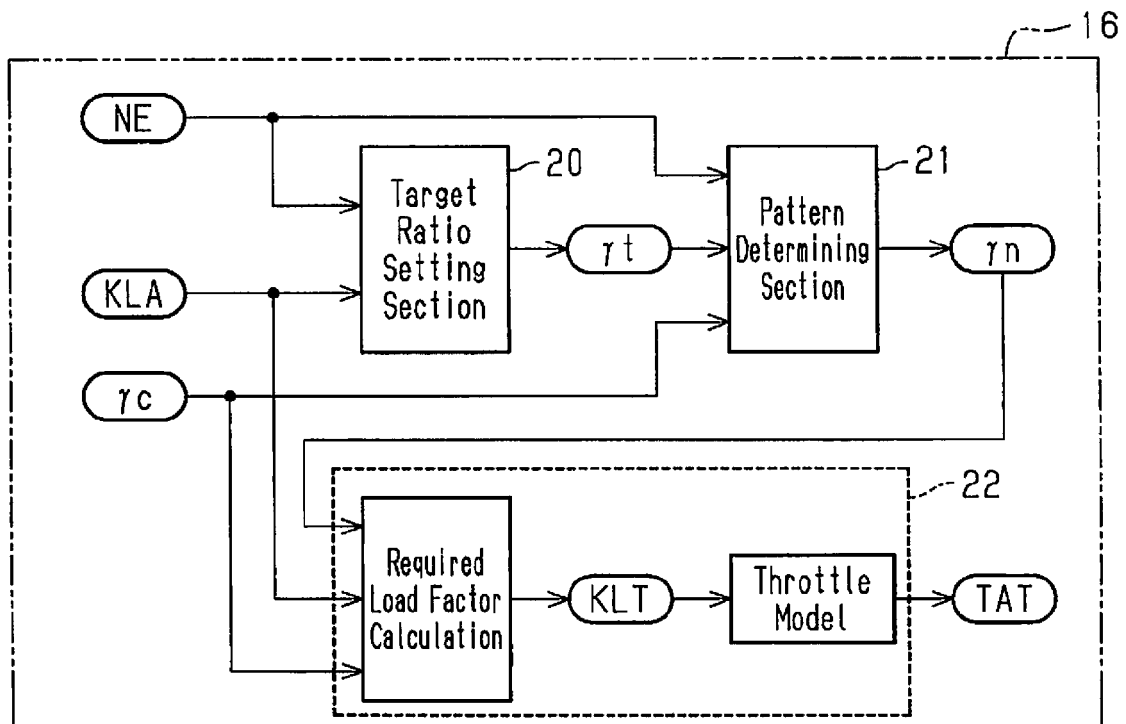 16
NE
20
21
Target
Ratio
Setting
Section
γt
Pattern
Determining
Section
γn
KLA
γc
22
Required
Load Factor
Calculation
KLT
Throttle
Model
TAT